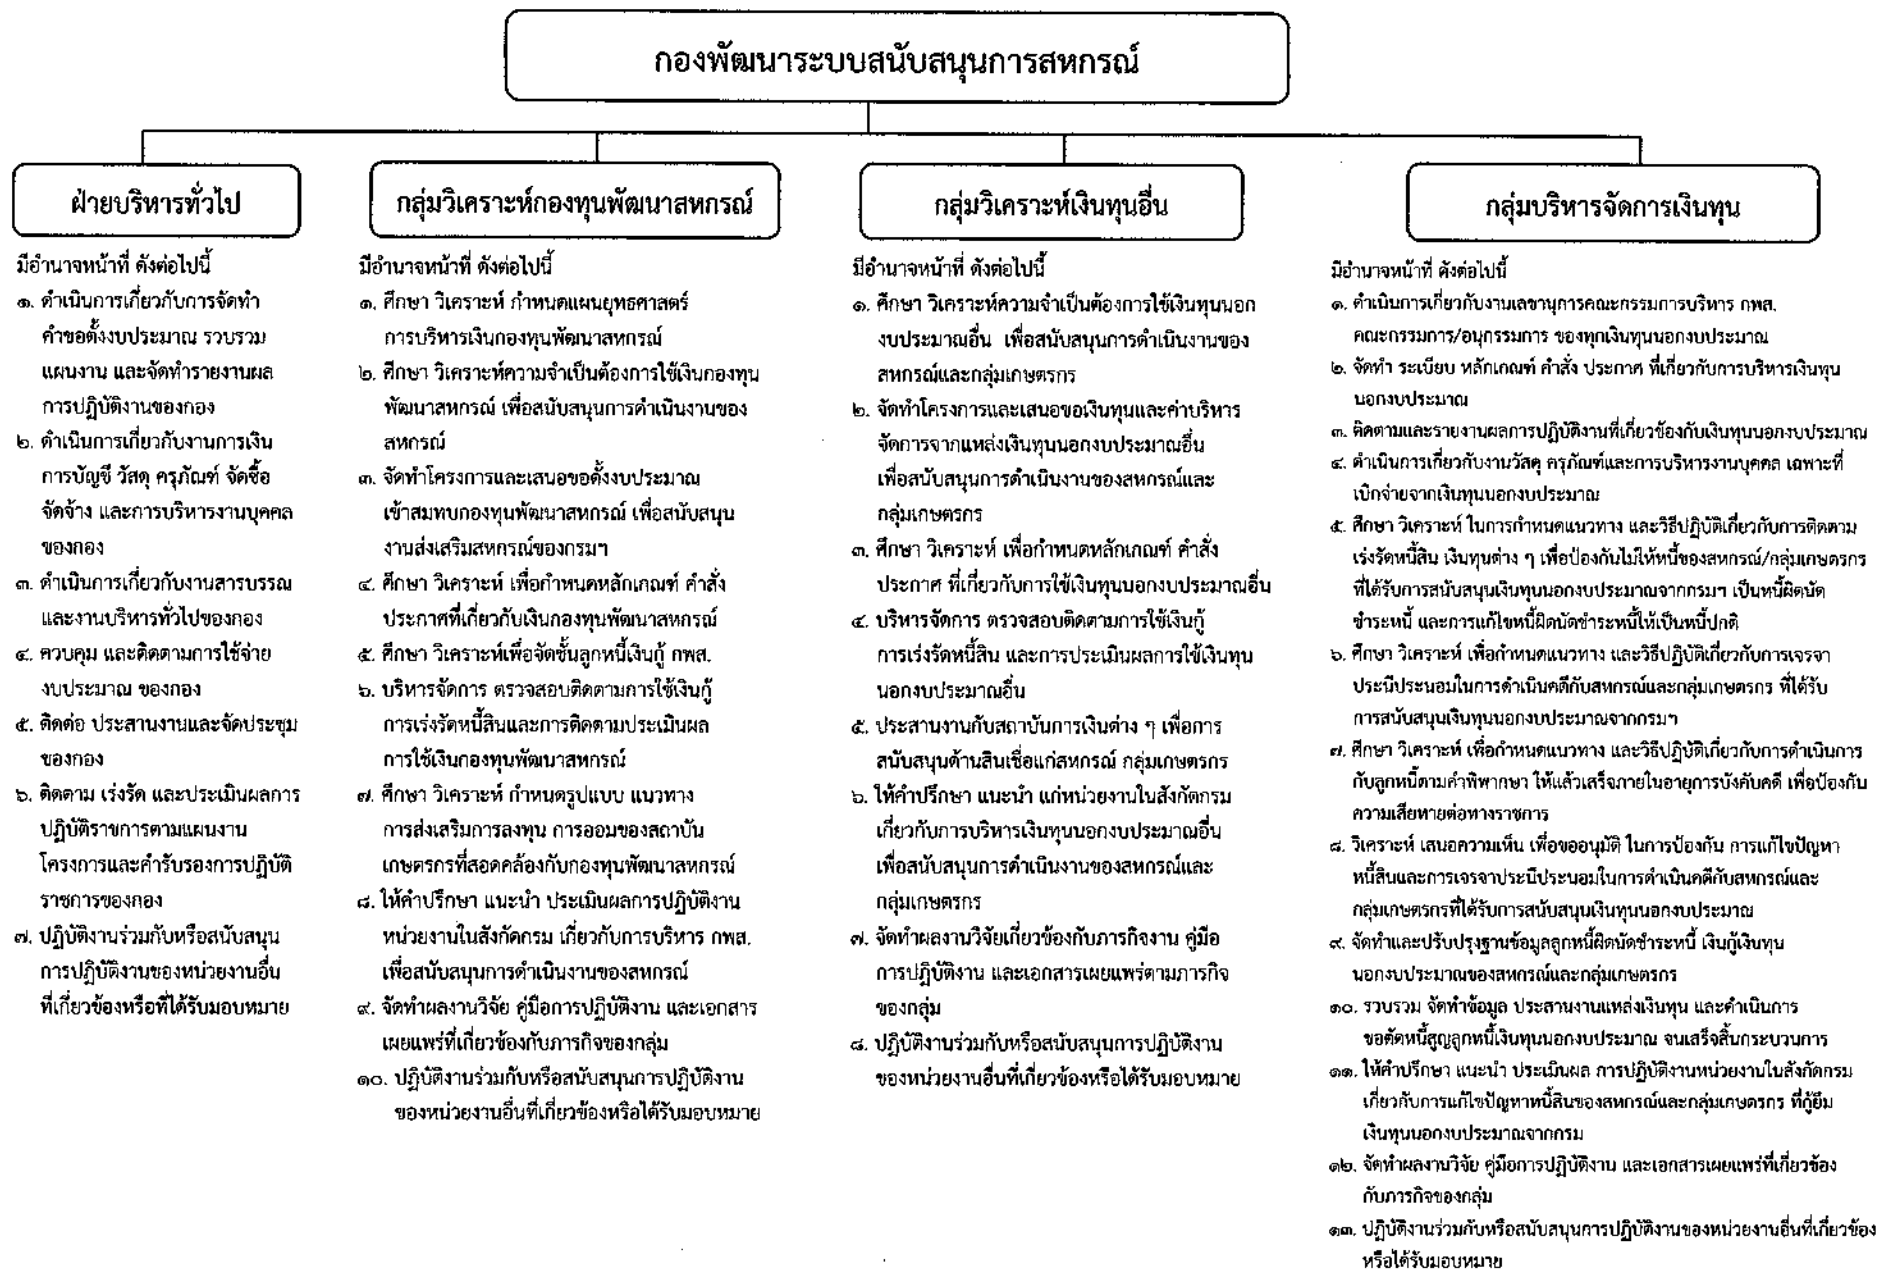 กองพัฒนาระบบสนับสนุนการสหกรณ์
ฝ่ายบริหารทั่วไป
มีอำนาจหน้าที่ ดังต่อไปนี้
๑. ดำเนินการเกี่ยวกับการจัดทำ
คำขอตั้งงบประมาณ รวบรวม
แผนงาน และจัดทำรายงานผล
การปฏิบัติงานของกอง
๒. ดำเนินการเกี่ยวกับงานการเงิน
การบัญชี วัสดุ ครุภัณฑ์ จัดซื้อ
จัดจ้าง และการบริหารงานบุคคล
ของกอง
๓. ดำเนินการเกี่ยวกับงานสารบรรณ
และงานบริหารทั่วไปของกอง
๔. ควบคุม และติดตามการใช้จ่าย
งบประมาณ ของกอง
๕. ติดต่อ ประสานงานและจัดประชุม
ของกอง
๖. ติดตาม เร่งรัด และประเมินผลการ
ปฏิบัติราชการตามแผนงาน
โครงการและคำรับรองการปฏิบัติ
ราชการของกอง
๗. ปฏิบัติงานร่วมกับหรือสนับสนุน
การปฏิบัติงานของหน่วยงานอื่น
ที่เกี่ยวข้องหรือที่ได้รับมอบหมาย
กลุ่มวิเคราะห์กองทุนพัฒนาสหกรณ์
มีอำนาจหน้าที่ ดังต่อไปนี้
๑. ศึกษา วิเคราะห์ กำหนดแผนยุทธศาสตร์
การบริหารเงินกองทุนพัฒนาสหกรณ์
๒. ศึกษา วิเคราะห์ความจำเป็นต้องการใช้เงินกองทุน
พัฒนาสหกรณ์ เพื่อสนับสนุนการดำเนินงานของ
สหกรณ์
๓. จัดทำโครงการและเสนอขอตั้งงบประมาณ
เข้าสมทบกองทุนพัฒนาสหกรณ์ เพื่อสนับสนุน
งานส่งเสริมสหกรณ์ของกรมฯ
๔. ศึกษา วิเคราะห์ เพื่อกำหนดหลักเกณฑ์ คำสั่ง
ประกาศที่เกี่ยวกับเงินกองทุนพัฒนาสหกรณ์
๕. ศึกษา วิเคราะห์เพื่อจัดชั้นลูกหนี้เงินกู้ กพส.
๖. บริหารจัดการ ตรวจสอบติดตามการใช้เงินกู้
การเร่งรัดหนี้สินและการติดตามประเมินผล
การใช้เงินกองทุนพัฒนาสหกรณ์
๗. ศึกษา วิเคราะห์ กำหนดรูปแบบ แนวทาง
การส่งเสริมการลงทุน การออมของสถาบัน
เกษตรกรที่สอดคล้องกับกองทุนพัฒนาสหกรณ์
๘. ให้คำปรึกษา แนะนำ ประเมินผลการปฏิบัติงาน
หน่วยงานในสังกัดกรม เกี่ยวกับการบริหาร กพส.
เพื่อสนับสนุนการดำเนินงานของสหกรณ์
๙. จัดทำผลงานวิจัย คู่มือการปฏิบัติงาน และเอกสาร
เผยแพร่ที่เกี่ยวข้องกับภารกิจของกลุ่ม
๑๐. ปฏิบัติงานร่วมกับหรือสนับสนุนการปฏิบัติงาน
ของหน่วยงานอื่นที่เกี่ยวข้องหรือได้รับมอบหมาย
กลุ่มวิเคราะห์เงินทุนอื่น
มีอำนาจหน้าที่ ดังต่อไปนี้
๑. ศึกษา วิเคราะห์ความจำเป็นต้องการใช้เงินทุนนอก
งบประมาณอื่น เพื่อสนับสนุนการดำเนินงานของ
สหกรณ์และกลุ่มเกษตรกร
๒. จัดทำโครงการและเสนอขอเงินทุนและค่าบริหาร
จัดการจากแหล่งเงินทุนนอกงบประมาณอื่น
เพื่อสนับสนุนการดำเนินงานของสหกรณ์และ
กลุ่มเกษตรกร
๓. ศึกษา วิเคราะห์ เพื่อกำหนดหลักเกณฑ์ คำสั่ง
ประกาศ ที่เกี่ยวกับการใช้เงินทุนนอกงบประมาณอื่น
๔. บริหารจัดการ ตรวจสอบติดตามการใช้เงินกู้
การเร่งรัดหนี้สิน และการประเมินผลการใช้เงินทุน
นอกงบประมาณอื่น
๕. ประสานงานกับสถาบันการเงินต่าง ๆ เพื่อการ
สนับสนุนด้านสินเชื่อแก่สหกรณ์ กลุ่มเกษตรกร
๖. ให้คำปรึกษา แนะนำ แก่หน่วยงานในสังกัดกรม
เกี่ยวกับการบริหารเงินทุนนอกงบประมาณอื่น
เพื่อสนับสนุนการดำเนินงานของสหกรณ์และ
กลุ่มเกษตรกร
๗. จัดทำผลงานวิจัยเกี่ยวข้องกับภารกิจงาน คู่มือ
การปฏิบัติงาน และเอกสารเผยแพร่ตามภารกิจ
ของกลุ่ม
๘. ปฏิบัติงานร่วมกับหรือสนับสนุนการปฏิบัติงาน
ของหน่วยงานอื่นที่เกี่ยวข้องหรือได้รับมอบหมาย
กลุ่มบริหารจัดการเงินทุน
มีอำนาจหน้าที่ ดังต่อไปนี้
๑. ดำเนินการเกี่ยวกับงานเลขานุการคณะกรรมการบริหาร กพส.
คณะกรรมการ/อนุกรรมการ ของทุกเงินทุนนอกงบประมาณ
๒. จัดทำ ระเบียบ หลักเกณฑ์ คำสั่ง ประกาศ ที่เกี่ยวกับการบริหารเงินทุน
นอกงบประมาณ
๓. ติดตามและรายงานผลการปฏิบัติงานที่เกี่ยวข้องกับเงินทุนนอกงบประมาณ
๔. ดำเนินการเกี่ยวกับงานวัสดุ ครุภัณฑ์และการบริหารงานบุคคล เฉพาะที่
เบิกจ่ายจากเงินทุนนอกงบประมาณ
๕. ศึกษา วิเคราะห์ ในการกำหนดแนวทาง และวิธีปฏิบัติเกี่ยวกับการติดตาม
เร่งรัดหนี้สิน เงินทุนต่าง ๆ เพื่อป้องกันไม่ให้หนี้ของสหกรณ์/กลุ่มเกษตรกร
ที่ได้รับการสนับสนุนเงินทุนนอกงบประมาณจากกรมฯ เป็นหนี้ผิดนัด
ชำระหนี้ และการแก้ไขหนี้ผิดนัดชำระหนี้ให้เป็นหนี้ปกติ
๖. ศึกษา วิเคราะห์ เพื่อกำหนดแนวทาง และวิธีปฏิบัติเกี่ยวกับการเจรจา
ประนีประนอมในการดำเนินคดีกับสหกรณ์และกลุ่มเกษตรกร ที่ได้รับ
การสนับสนุนเงินทุนนอกงบประมาณจากกรมฯ
๗. ศึกษา วิเคราะห์ เพื่อกำหนดแนวทาง และวิธีปฏิบัติเกี่ยวกับการดำเนินการ
กับลูกหนี้ตามคำพิพากษา ให้แล้วเสร็จภายในอายุการบังคับคดี เพื่อป้องกัน
ความเสียหายต่อทางราชการ
๘. วิเคราะห์ เสนอความเห็น เพื่อขออนุมัติ ในการป้องกัน การแก้ไขปัญหา
หนี้สินและการเจรจาประนีประนอมในการดำเนินคดีกับสหกรณ์และ
กลุ่มเกษตรกรที่ได้รับการสนับสนุนเงินทุนนอกงบประมาณ
๙. จัดทำและปรับปรุงฐานข้อมูลลูกหนี้ผิดนัดชำระหนี้ เงินกู้เงินทุน
นอกงบประมาณของสหกรณ์และกลุ่มเกษตรกร
๑๐. รวบรวม จัดทำข้อมูล ประสานงานแหล่งเงินทุน และดำเนินการ
ขอตัดหนี้สูญลูกหนี้เงินทุนนอกงบประมาณ จนเสร็จสิ้นกระบวนการ
๑๑. ให้คำปรึกษา แนะนำ ประเมินผล การปฏิบัติงานหน่วยงานในสังกัดกรม
เกี่ยวกับการแก้ไขปัญหาหนี้สินของสหกรณ์และกลุ่มเกษตรกร ที่กู้ยืม
เงินทุนนอกงบประมาณจากกรม
๑๒. จัดทำผลงานวิจัย คู่มือการปฏิบัติงาน และเอกสารเผยแพร่ที่เกี่ยวข้อง
กับภารกิจของกลุ่ม
๑๓. ปฏิบัติงานร่วมกับหรือสนับสนุนการปฏิบัติงานของหน่วยงานอื่นที่เกี่ยวข้อง
หรือได้รับมอบหมาย